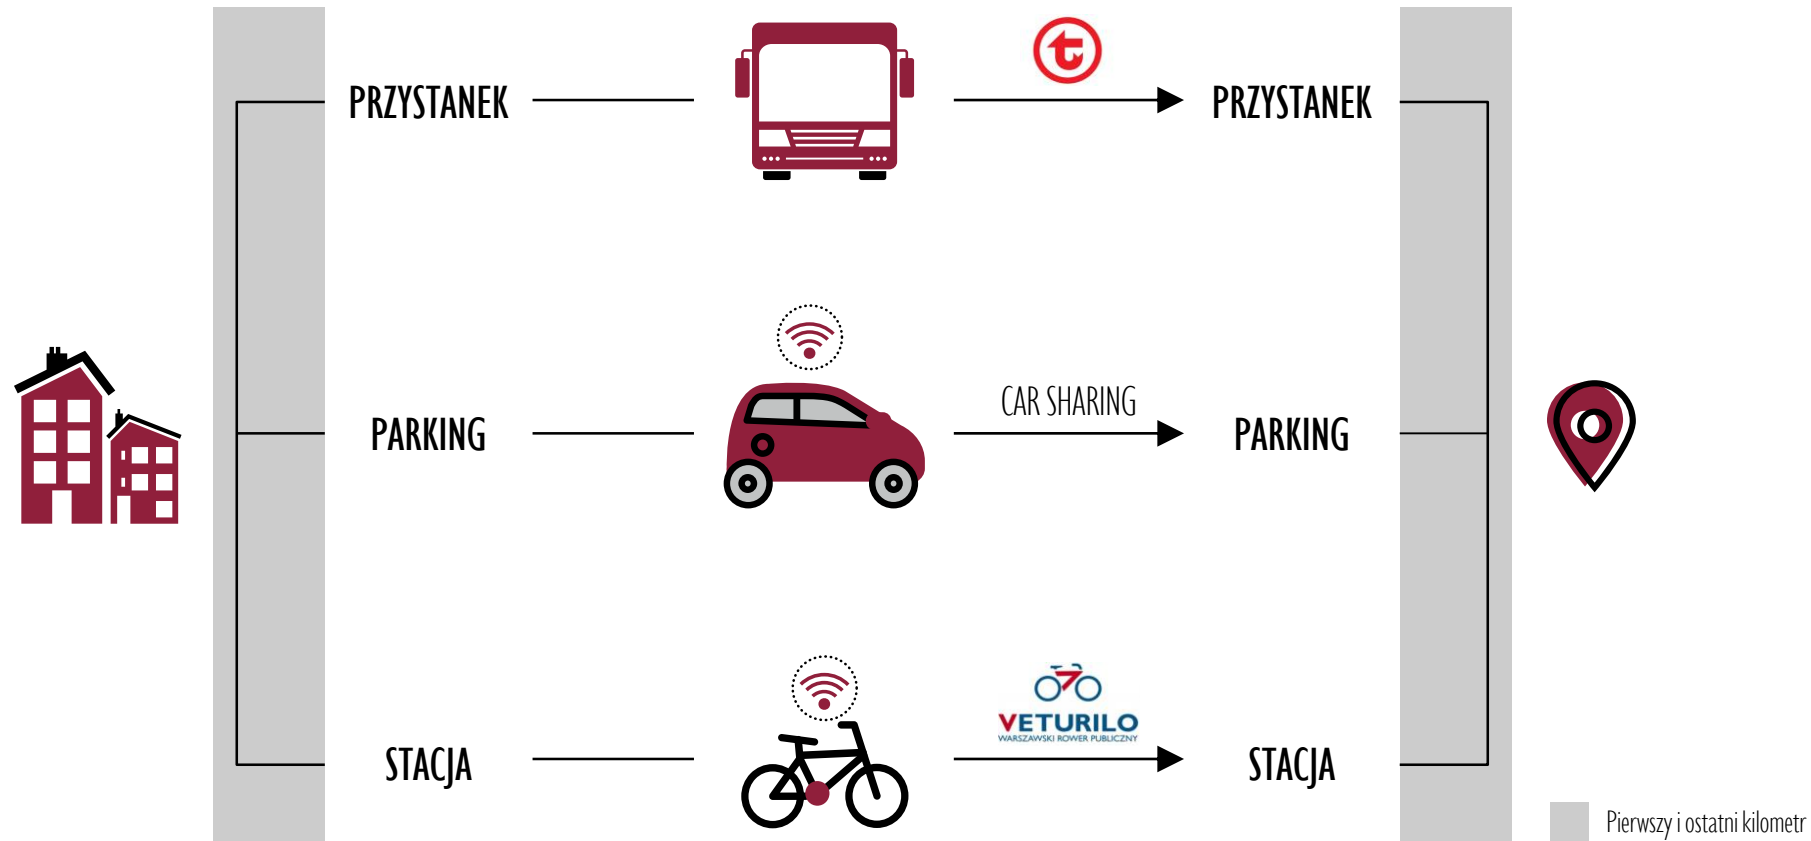 PRZYSTANEK
PRZYSTANEK
PARKING
CAR SHARING
PARKING
STACJA
VETURILO
WARSZAWSKI ROWER PUBLICZNY
STACJA
Pierwszy i ostatni kilometr